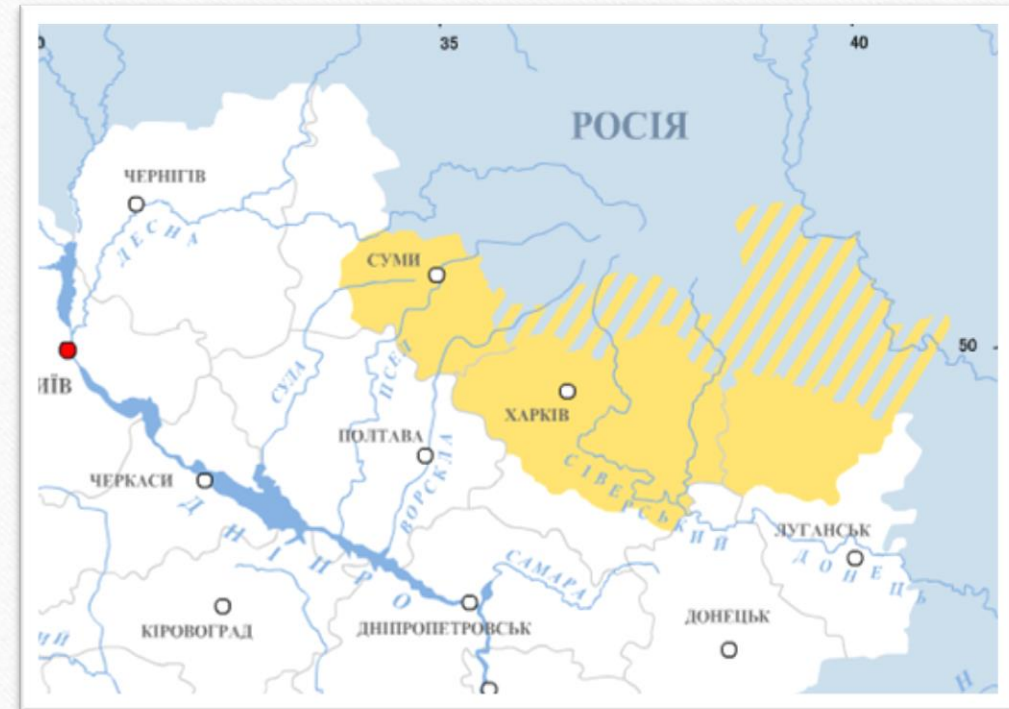 35
40
РОСІЯ
ЧЕРНІГІВ
ДЕСНА
СУМИ
50
ИЇВ
СУЛА
ПСЕЛ
ХАРКІВ
ПОЛТАВА
ВОРСКЛА
СІВЕРСЬКИЙ
ЧЕРКАСИ
ДНІПРО
ЛУГАНСЬК
ДОНЕЦЬ
САМАРА
КІРОВОГРАД
ДНІПРОПЕТРОВСЬК
ДОНЕЦЬК
ИЙ
Н